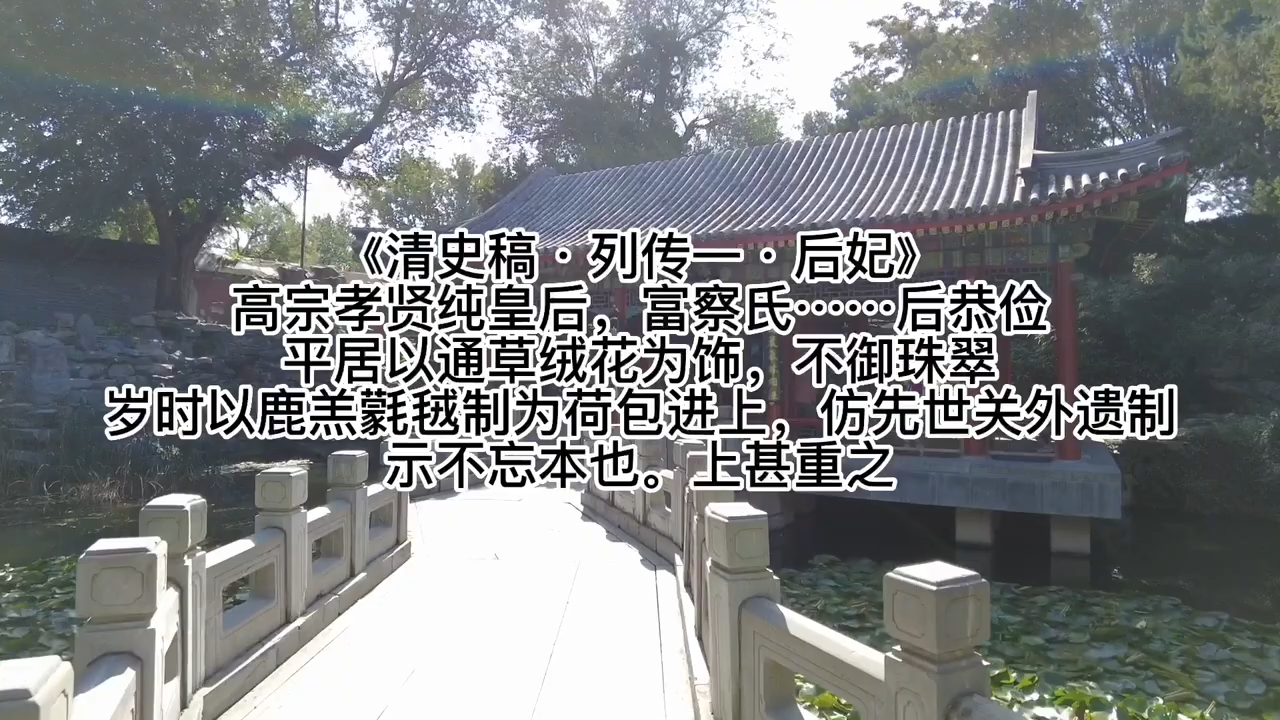 《清史稿·列传一·后妃》
高宗孝贤纯皇后，富察氏……后恭俭
平居以通草绒花为饰，不御珠翠
岁时以鹿羔氋毧制为荷包进上，仿先世关外遗制
示不忘本也。上甚重之